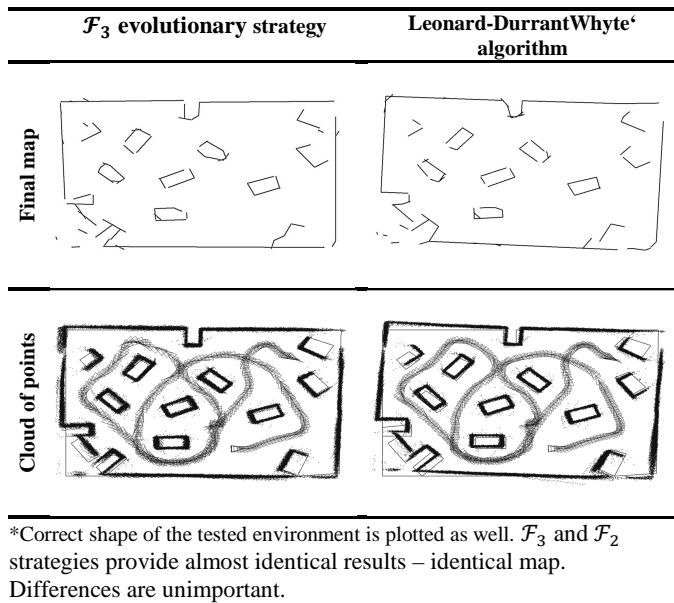 𝓕₃ evolutionary strategy
Leonard-DurrantWhyte‘
algorithm
Final map
Cloud of points
*Correct shape of the tested environment is plotted as well. 𝓕₃ and 𝓕₂
strategies provide almost identical results – identical map.
Differences are unimportant.